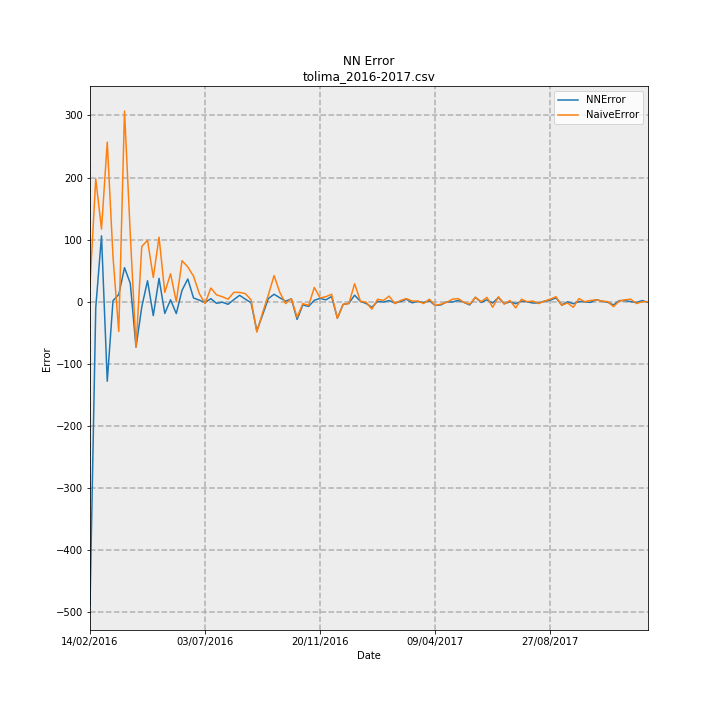 NN Error
tolima_2016-2017.csv
NNError
NaiveError
300
200
100
0
−100
−200
−300
−400
−500
Error
14/02/2016 03/07/2016 20/11/2016 09/04/2017 27/08/2017
Date